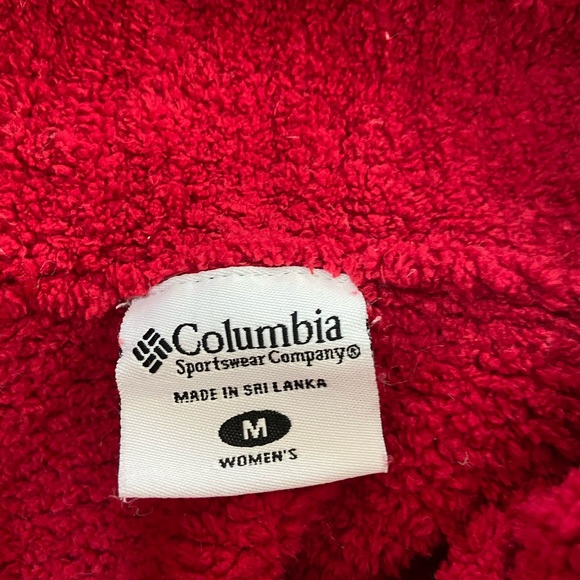 Columbia
Sportswear Company®
MADE IN SRI LANKA
M
WOMEN'S